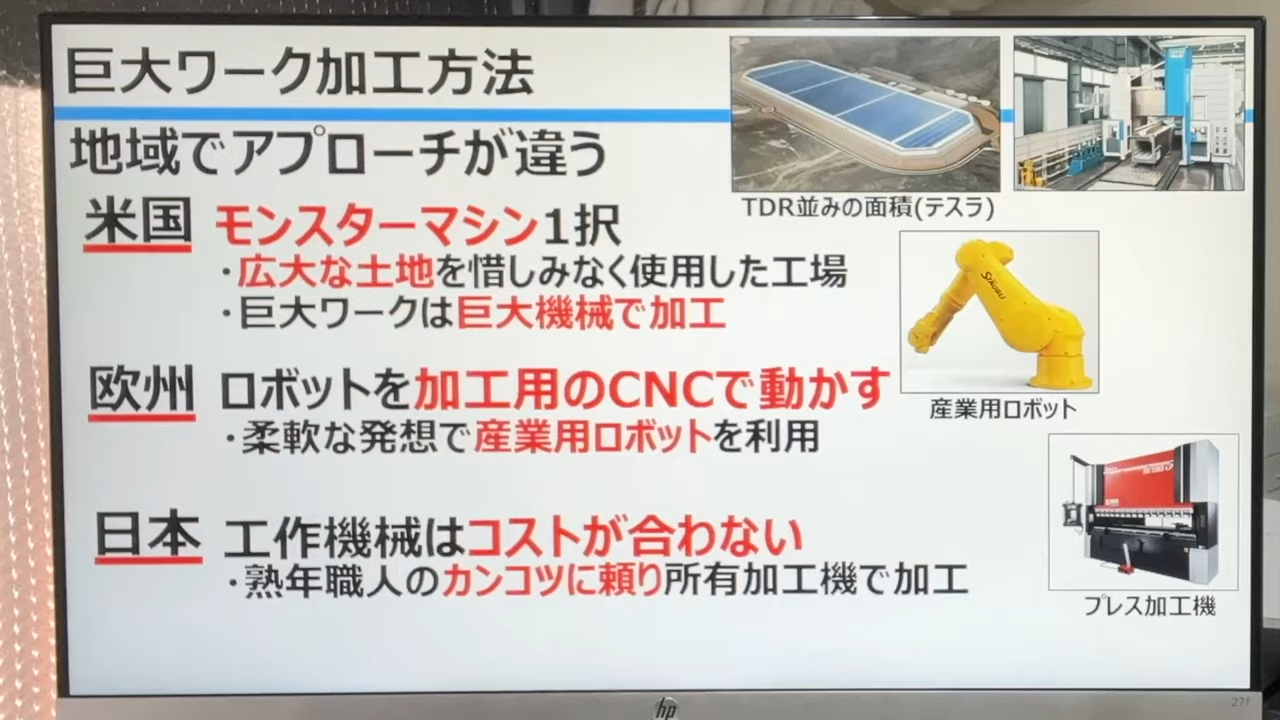 巨大ワーク加工方法
地域でアプローチが違う
TDR並みの面積(テスラ)
米国 モンスターマシン1択
・広大な土地を惜しみなく使用した工場
・巨大ワークは巨大機械で加工
STÄUBLI
産業用ロボット
欧州 ロボットを加工用のCNCで動かす
・柔軟な発想で産業用ロボットを利用
日本 工作機械はコストが合わない
・熟年職人のカンコツに頼り所有加工機で加工
プレス加工機
hp
27f